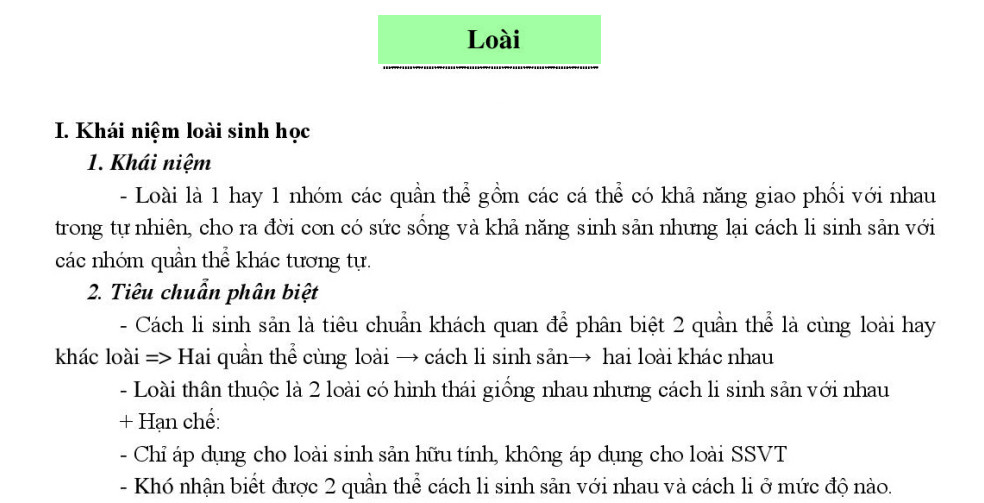 Loài
I. Khái niệm loài sinh học
1. Khái niệm
- Loài là 1 hay 1 nhóm các quần thể gồm các cá thể có khả năng giao phối với nhau
trong tự nhiên, cho ra đời con có sức sống và khả năng sinh sản nhưng lại cách li sinh sản với
các nhóm quần thể khác tương tự.
2. Tiêu chuẩn phân biệt
- Cách li sinh sản là tiêu chuẩn khách quan để phân biệt 2 quần thể là cùng loài hay
khác loài => Hai quần thể cùng loài → cách li sinh sản→ hai loài khác nhau
- Loài thân thuộc là 2 loài có hình thái giống nhau nhưng cách li sinh sản với nhau
+ Hạn chế:
- Chỉ áp dụng cho loài sinh sản hữu tính, không áp dụng cho loài SSVT
- Khó nhận biết được 2 quần thể cách li sinh sản với nhau và cách li ở mức độ nào.